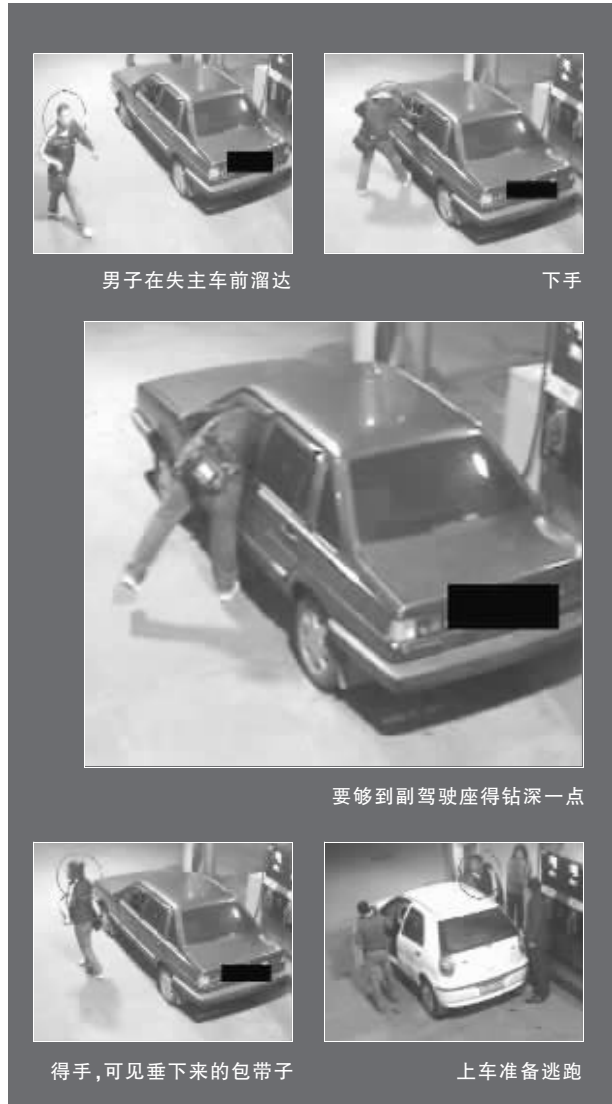 男子在失主车前溜达
下手
要够到副驾驶座得钻深一点
得手,可见垂下来的包带子
上车准备逃跑